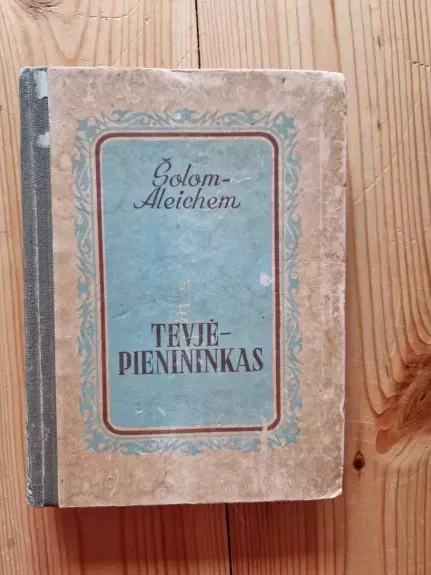 Šolom-
Aleichem
TEVJĖ-
PIENININKAS